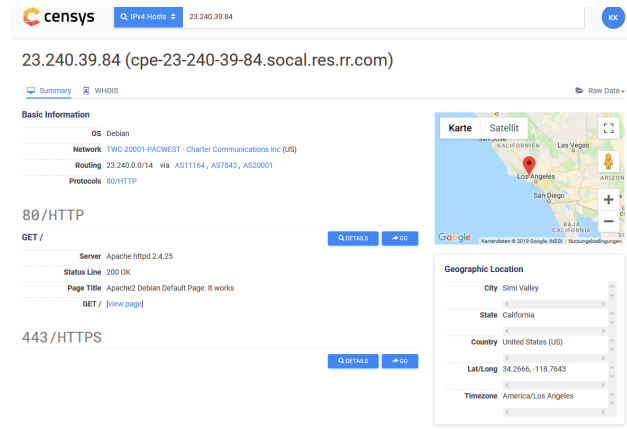 censys
IPv4 Hosts
23.240.39.84
KK
23.240.39.84 (cpe-23-240-39-84.socal.res.rr.com)
Summary
WHOIS
Raw Data
Basic Information
OS Debian
Network TWC-20001-PACWEST - Charter Communications Inc (US)
Routing 23.240.0.0/14 via AS11164, AS7843, AS20001
Protocols 80/HTTP
80/HTTP
GET /
DETAILS
GO
Server Apache httpd 2.4.25
Status Line 200 OK
Page Title Apache2 Debian Default Page: It works
GET / [view page]
443/HTTPS
DETAILS
GO
Karte Satellit
San Jose
KALIFORNIEN
Las Vegas
Los Angeles
ARIZON
San Diego
BAJA
CALIFORNIA
Google
Kartendaten © 2019 Google, INEGI
Nutzungsbedingungen
Geographic Location
City Simi Valley
State California
Country United States (US)
Lat/Long 34.2666, -118.7643
Timezone America/Los Angeles